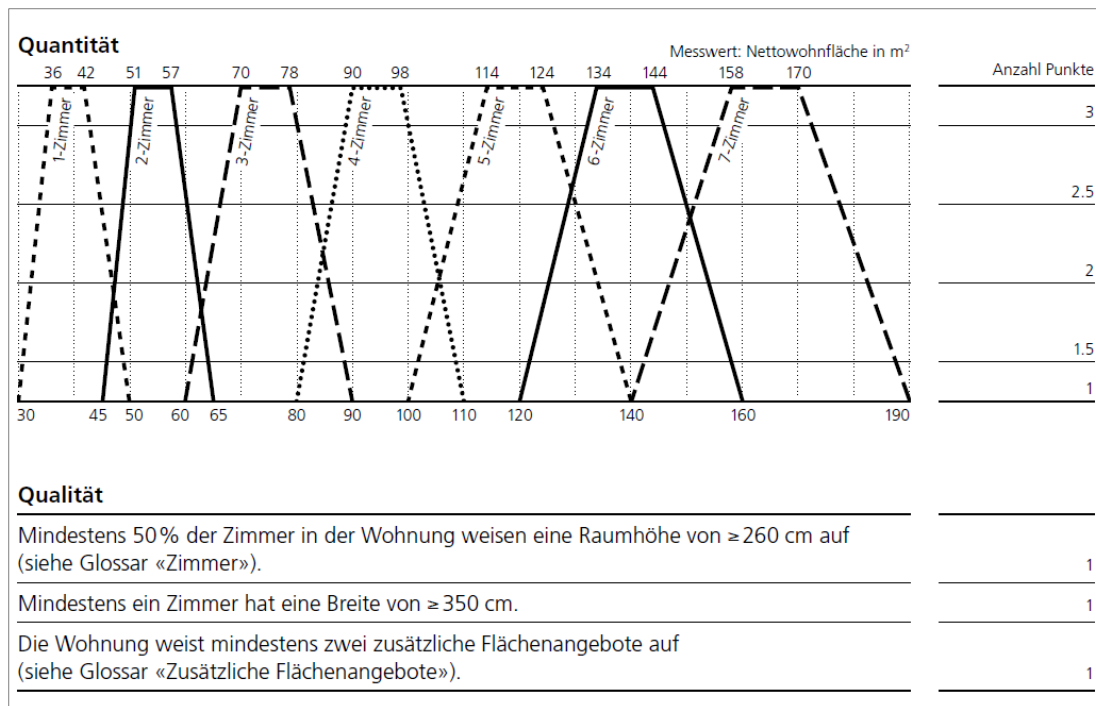 Quantität
Messwert: Nettowohnfläche in m²
36 42 51 57 70 78 90 98 114 124 134 144 158 170
Anzahl Punkte
1-Zimmer
2-Zimmer
3-Zimmer
4-Zimmer
5-Zimmer
6-Zimmer
7-Zimmer
3
2.5
2
1.5
1
30 45 50 60 65 80 90 100 110 120 140 160 190
Qualität
Mindestens 50% der Zimmer in der Wohnung weisen eine Raumhöhe von ≥260 cm auf
(siehe Glossar «Zimmer»).
1
Mindestens ein Zimmer hat eine Breite von ≥350 cm.
1
Die Wohnung weist mindestens zwei zusätzliche Flächenangebote auf
(siehe Glossar «Zusätzliche Flächenangebote»).
1